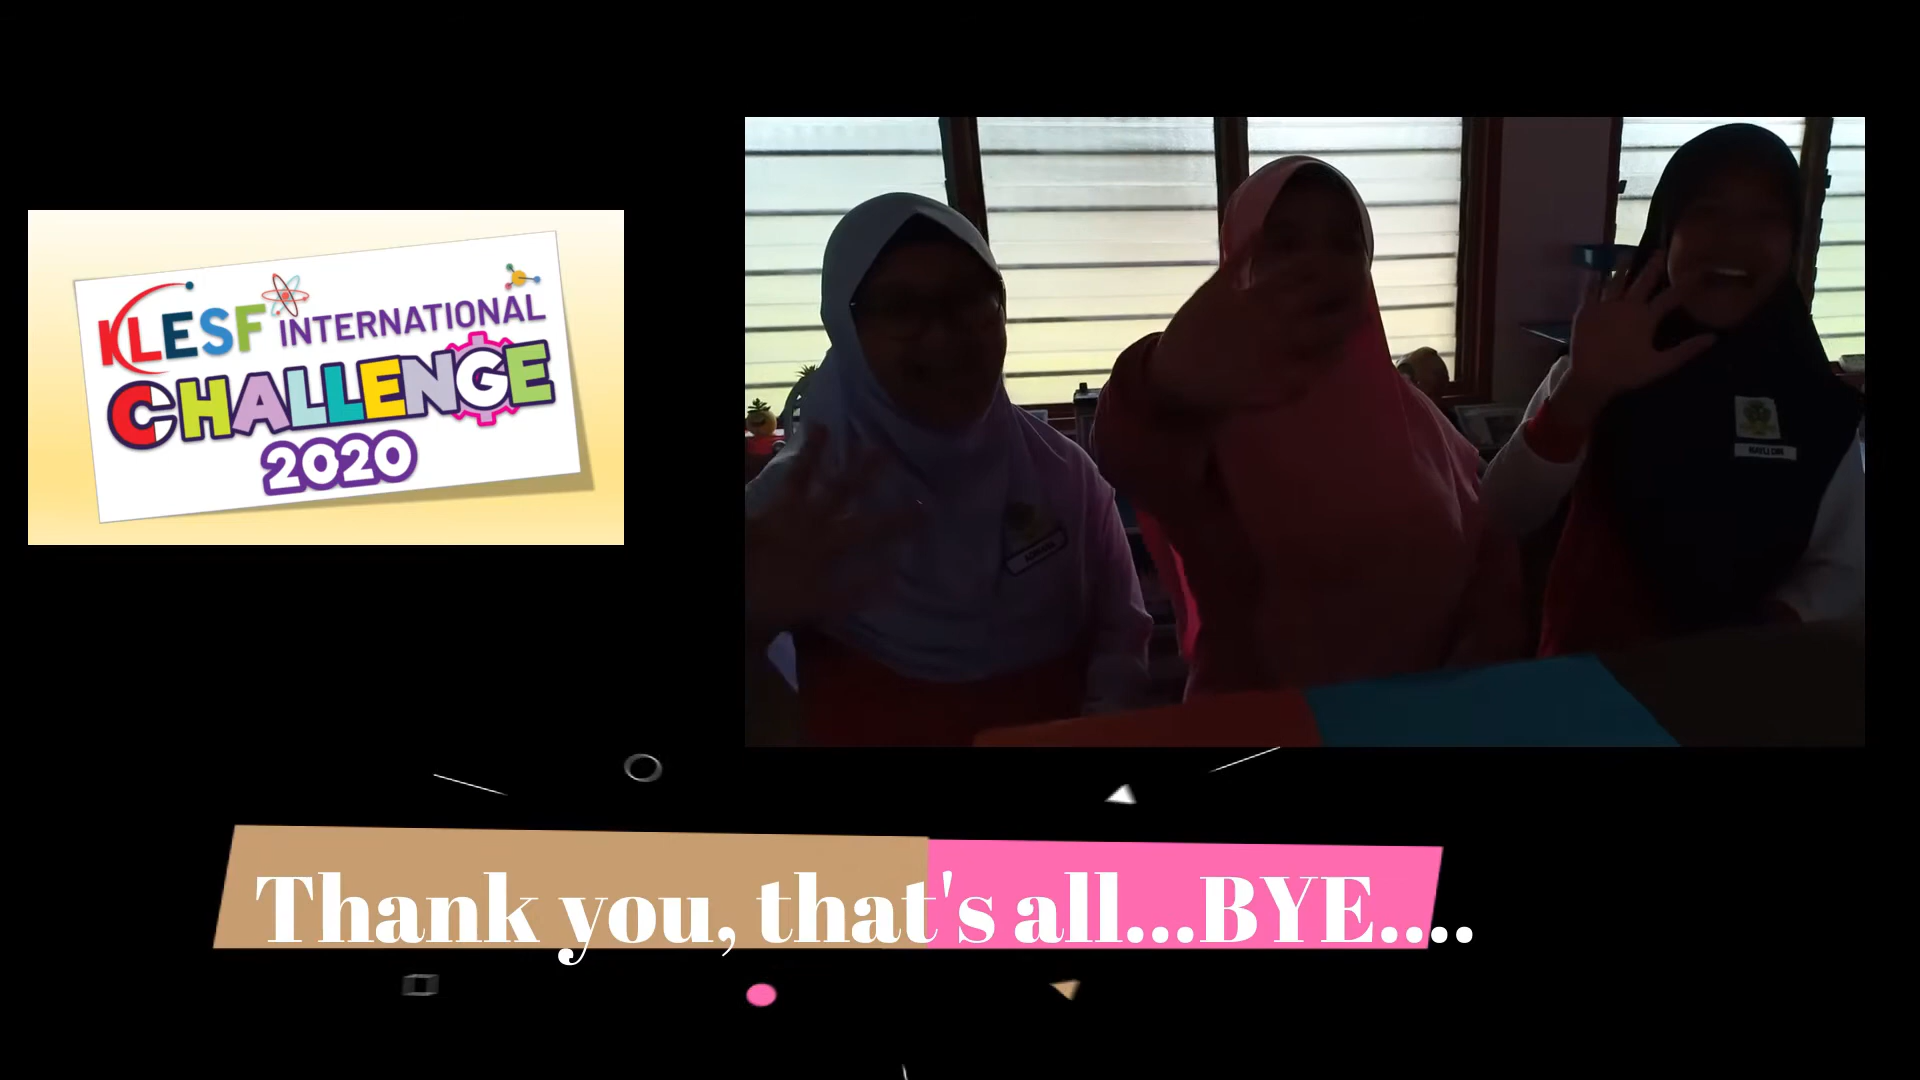 KLESF INTERNATIONAL
CHALLENGE
2020
Thank you, that's all...BYE....